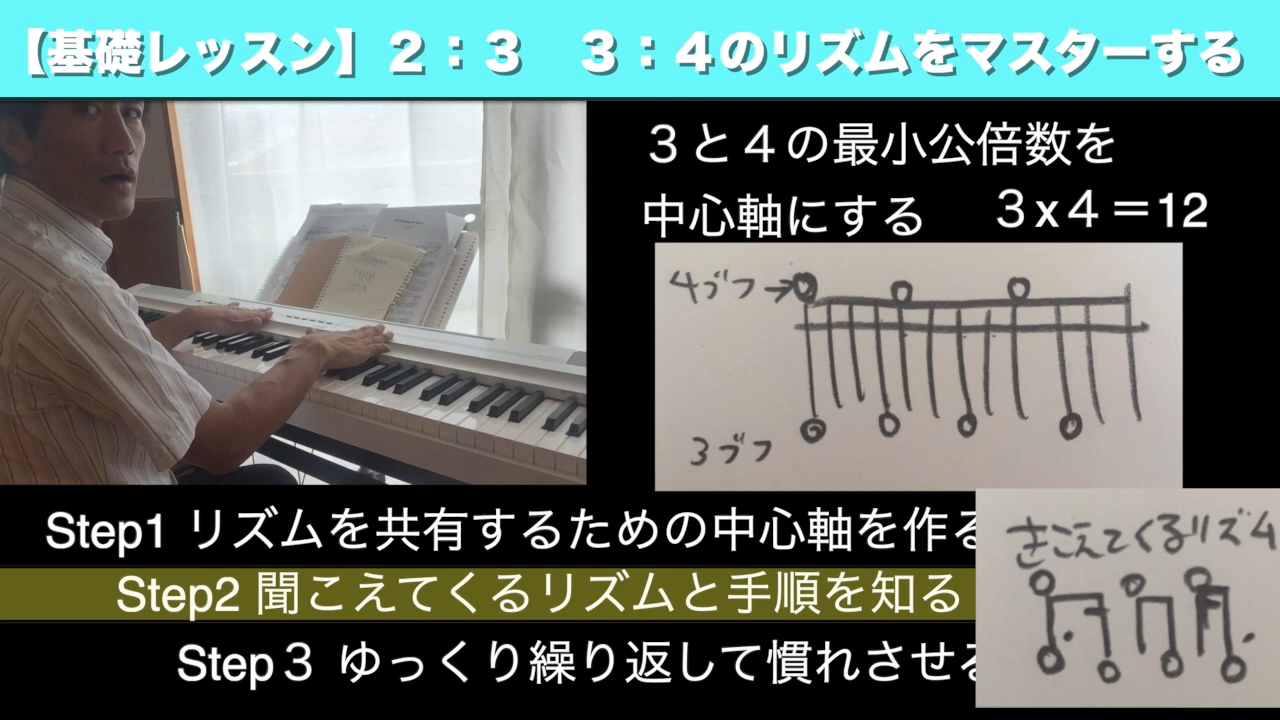 【基礎レッスン】２：３　３：４のリズムをマスターする
３と４の最小公倍数を
中心軸にする　３x４＝12
4ブフ→
3ブフ
Step1 リズムを共有するための中心軸を作る
Step2 聞こえてくるリズムと手順を知る
Step３ ゆっくり繰り返して慣れさせる
きこえてくるリズム